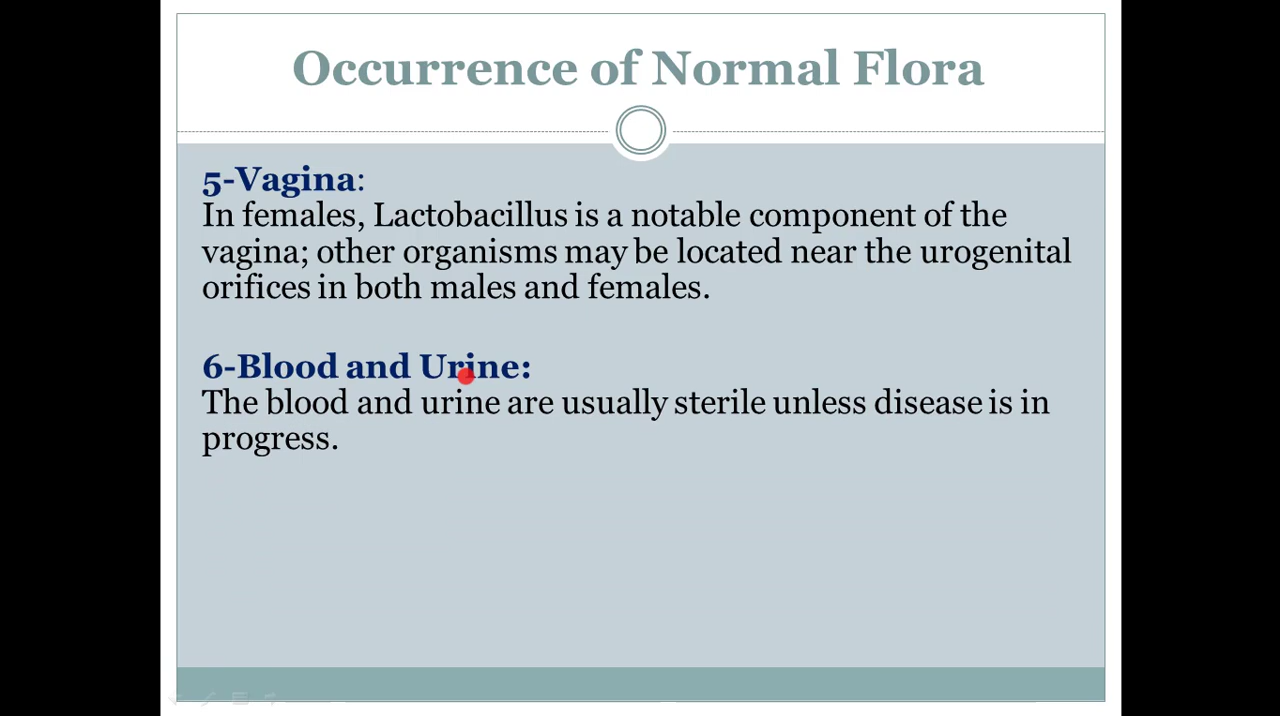 Occurrence of Normal Flora
5-Vagina:
In females, Lactobacillus is a notable component of the
vagina; other organisms may be located near the urogenital
orifices in both males and females.
6-Blood and Urine:
The blood and urine are usually sterile unless disease is in
progress.